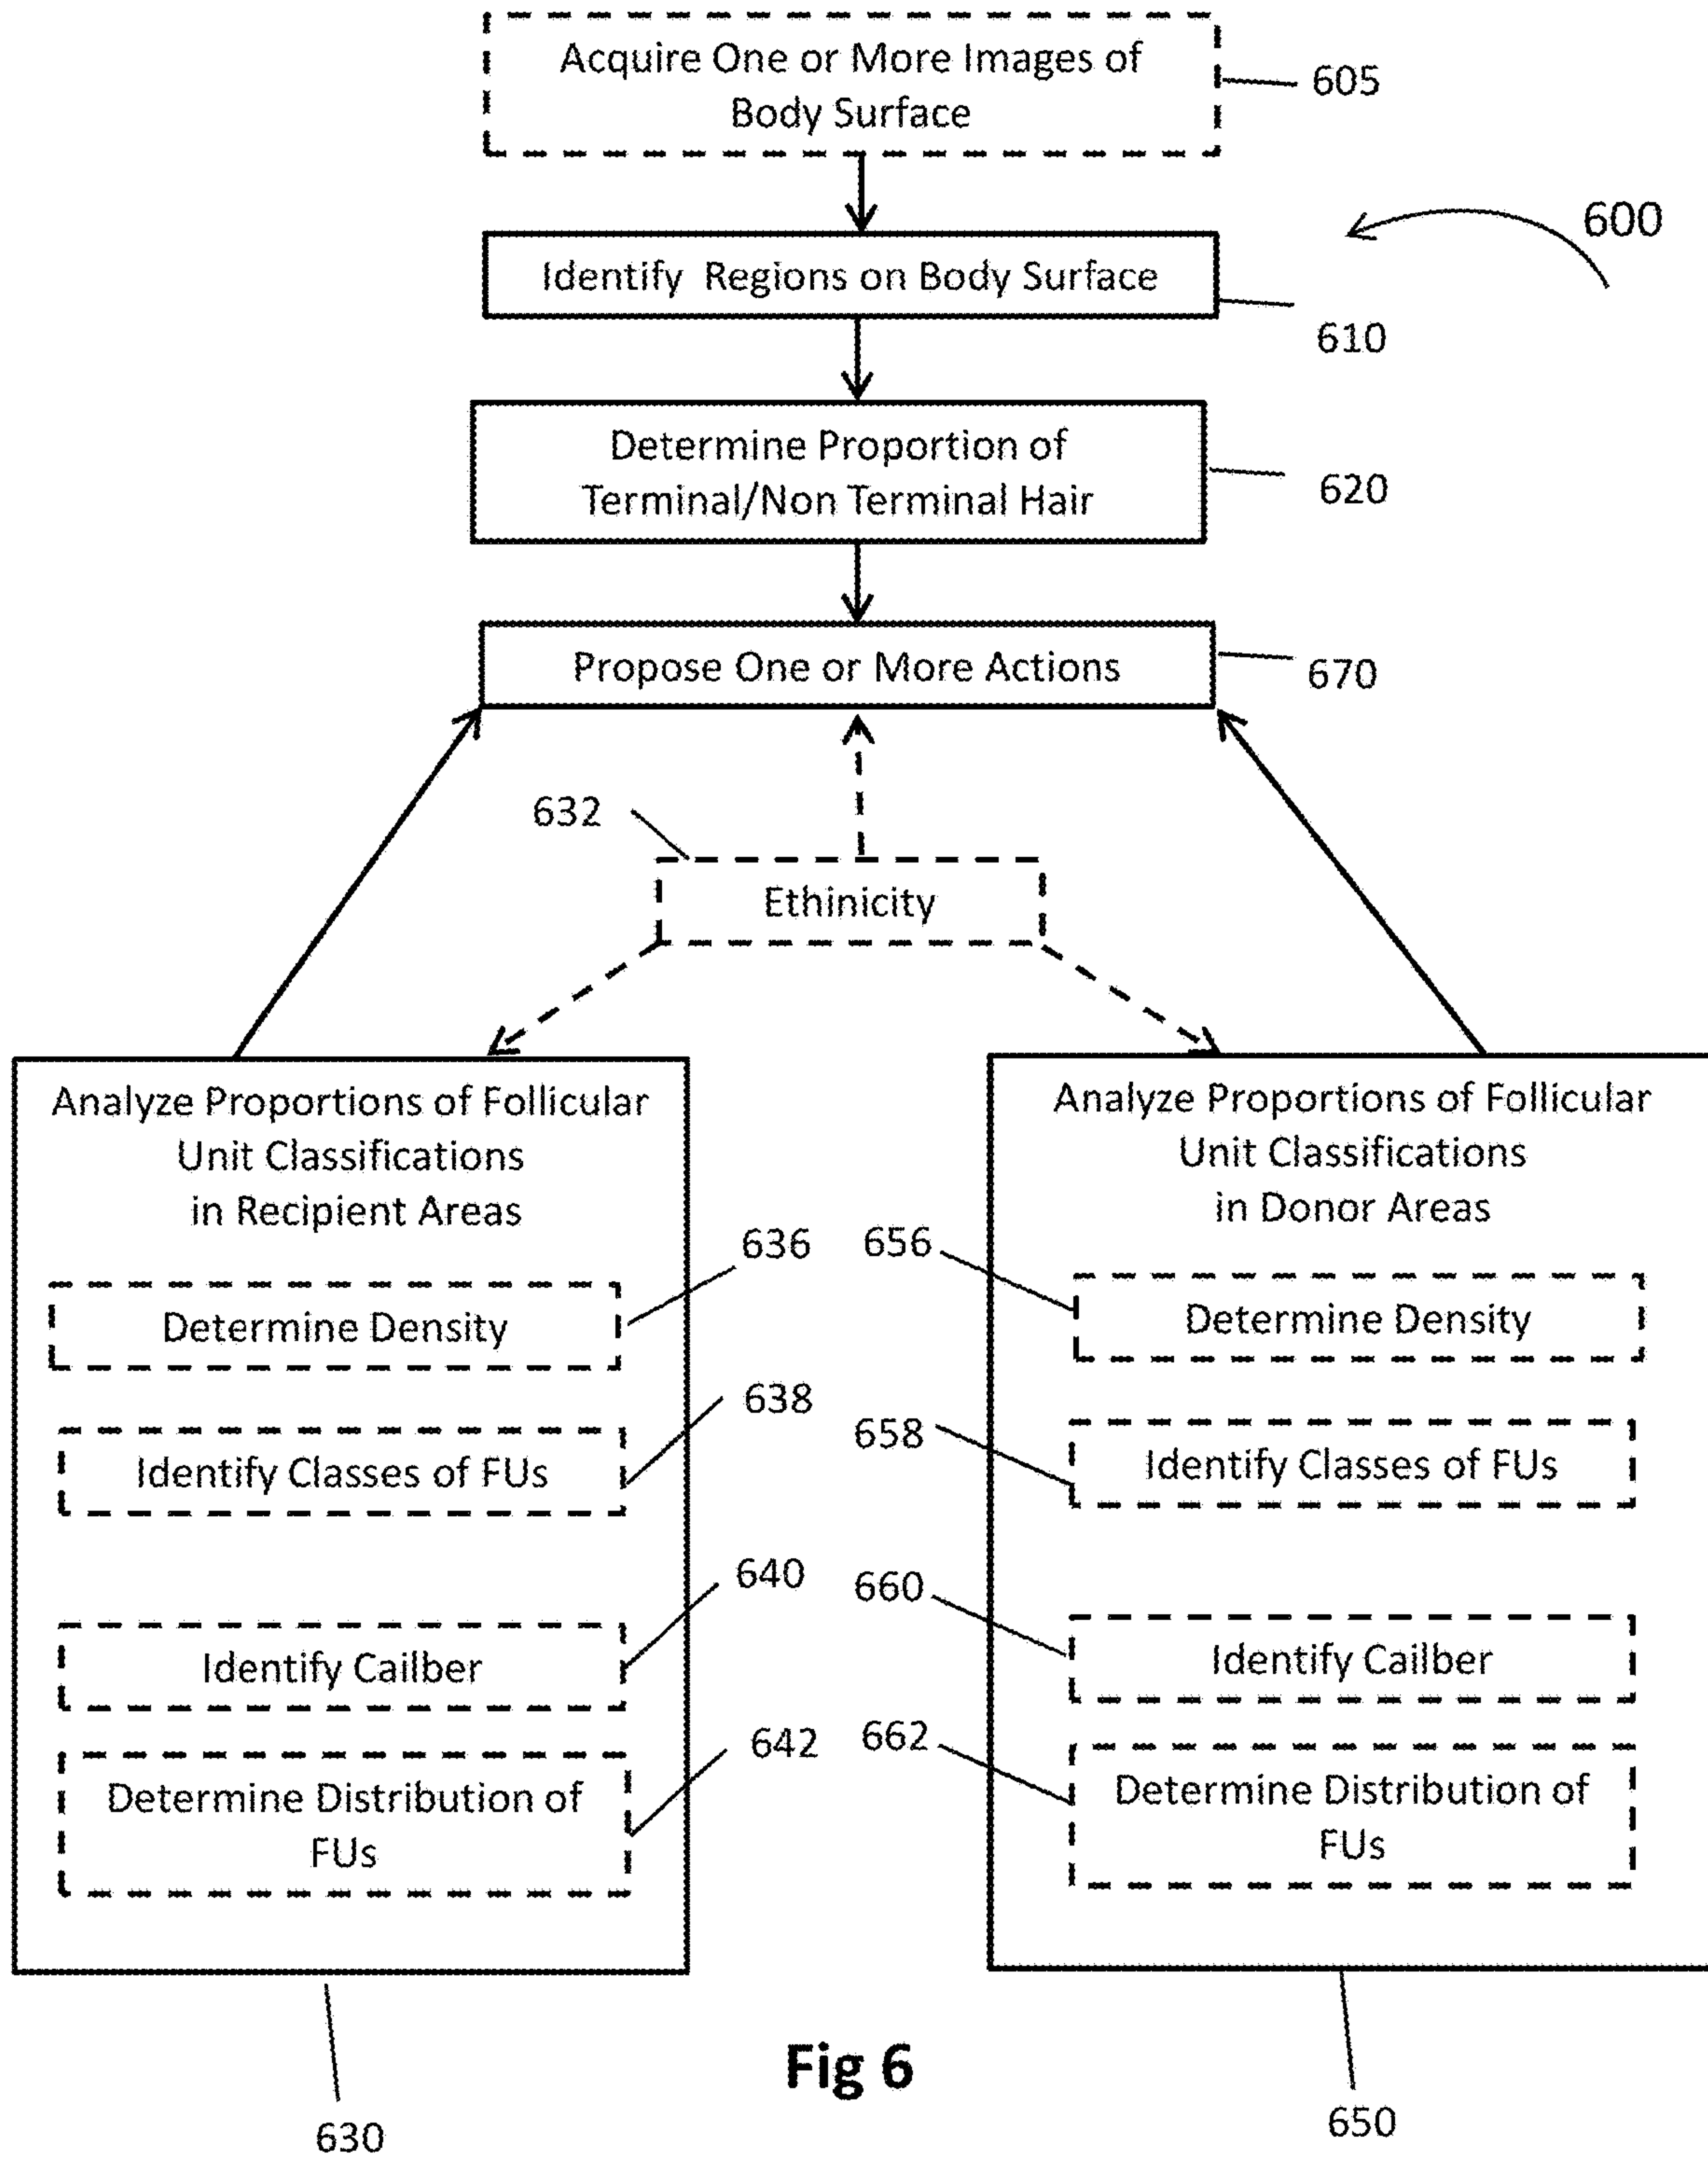 Acquire One or More Images of
Body Surface
605
600
Identify Regions on Body Surface
610
Determine Proportion of
Terminal/Non Terminal Hair
620
Propose One or More Actions
670
632
Ethinicity
Analyze Proportions of Follicular
Unit Classifications
in Recipient Areas
636
Determine Density
638
Identify Classes of FUs
640
Identify Cailber
642
Determine Distribution of
FUs
630
Analyze Proportions of Follicular
Unit Classifications
in Donor Areas
656
Determine Density
658
Identify Classes of FUs
660
Identify Cailber
662
Determine Distribution of
FUs
650
Fig 6